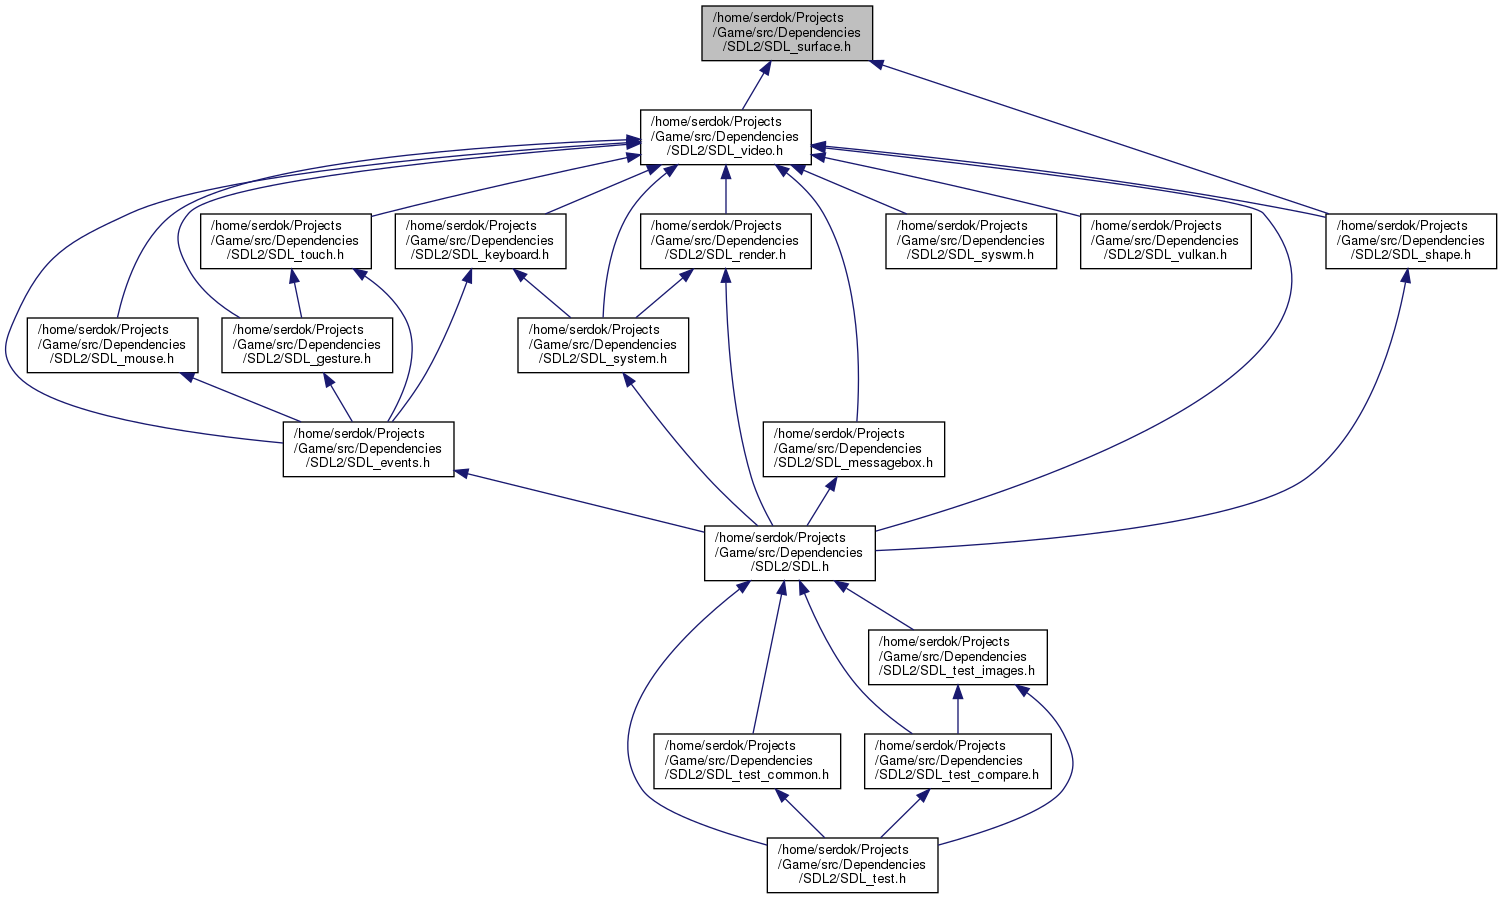 /home/serdok/Projects
/Game/src/Dependencies
/SDL2/SDL_surface.h
/home/serdok/Projects
/Game/src/Dependencies
/SDL2/SDL_video.h
/home/serdok/Projects
/Game/src/Dependencies
/SDL2/SDL_touch.h
/home/serdok/Projects
/Game/src/Dependencies
/SDL2/SDL_keyboard.h
/home/serdok/Projects
/Game/src/Dependencies
/SDL2/SDL_render.h
/home/serdok/Projects
/Game/src/Dependencies
/SDL2/SDL_syswm.h
/home/serdok/Projects
/Game/src/Dependencies
/SDL2/SDL_vulkan.h
/home/serdok/Projects
/Game/src/Dependencies
/SDL2/SDL_shape.h
/home/serdok/Projects
/Game/src/Dependencies
/SDL2/SDL_mouse.h
/home/serdok/Projects
/Game/src/Dependencies
/SDL2/SDL_gesture.h
/home/serdok/Projects
/Game/src/Dependencies
/SDL2/SDL_system.h
/home/serdok/Projects
/Game/src/Dependencies
/SDL2/SDL_events.h
/home/serdok/Projects
/Game/src/Dependencies
/SDL2/SDL_messagebox.h
/home/serdok/Projects
/Game/src/Dependencies
/SDL2/SDL.h
/home/serdok/Projects
/Game/src/Dependencies
/SDL2/SDL_test_images.h
/home/serdok/Projects
/Game/src/Dependencies
/SDL2/SDL_test_common.h
/home/serdok/Projects
/Game/src/Dependencies
/SDL2/SDL_test_compare.h
/home/serdok/Projects
/Game/src/Dependencies
/SDL2/SDL_test.h